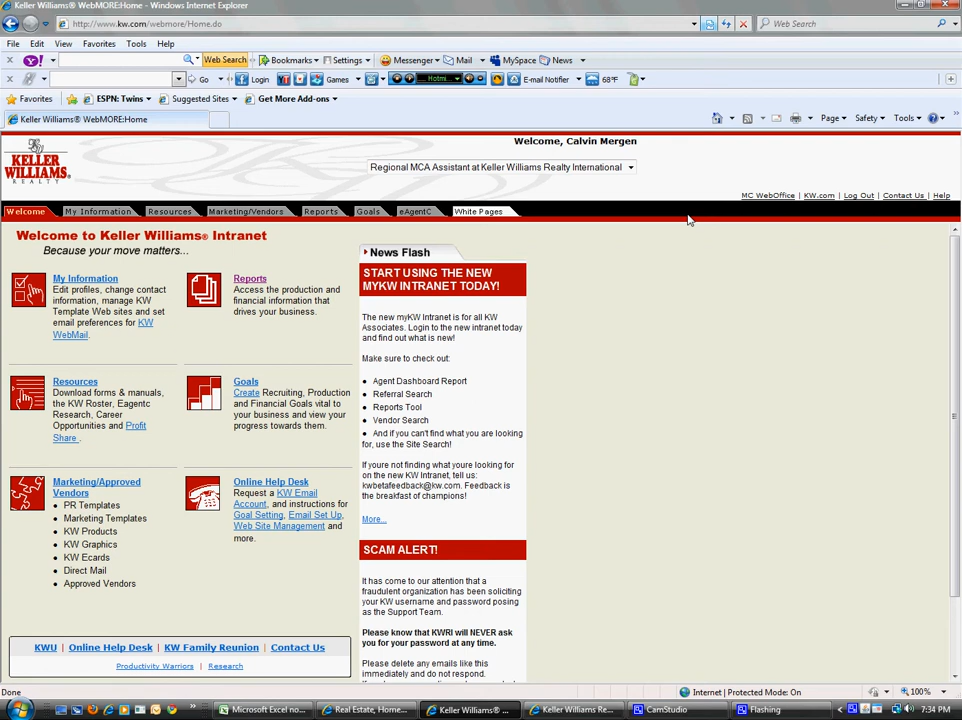 Keller Williams® WebMORE:Home - Windows Internet Explorer
http://www.kw.com/webmore/Home.do
Web Search
File Edit View Favorites Tools Help
Y! Web Search Bookmarks Settings Messenger Mail MySpace News
Go Login Games E-mail Notifier 68°F
Favorites ESPN: Twins Suggested Sites Get More Add-ons
Keller Williams® WebMORE:Home
Page Safety Tools
Welcome, Calvin Mergen
KELLER WILLIAMS
REALTY
Regional MCA Assistant at Keller Williams Realty International
MC WebOffice | KW.com | Log Out | Contact Us | Help
Welcome My Information Resources Marketing/Vendors Reports Goals eAgentC White Pages
Welcome to Keller Williams® Intranet
Because your move matters...
My Information
Edit profiles, change contact
information, manage KW
Template Web sites and set
email preferences for KW
WebMail.
Reports
Access the production and
financial information that
drives your business.
Resources
Download forms & manuals,
the KW Roster, Eagentc
Research, Career
Opportunities and Profit
Share .
Goals
Create Recruiting, Production
and Financial Goals vital to
your business and view your
progress towards them.
Marketing/Approved
Vendors
• PR Templates
• Marketing Templates
• KW Products
• KW Graphics
• KW Ecards
• Direct Mail
• Approved Vendors
Online Help Desk
Request a KW Email
Account, and instructions for
Goal Setting, Email Set Up,
Web Site Management and
more.
KWU | Online Help Desk | KW Family Reunion | Contact Us
Productivity Warriors | Research
News Flash
START USING THE NEW
MYKW INTRANET TODAY!
The new myKW Intranet is for all KW
Associates. Login to the new intranet today
and find out what is new!
Make sure to check out:
• Agent Dashboard Report
• Referral Search
• Reports Tool
• Vendor Search
• And if you can't find what you are looking
for, use the Site Search!
If youre not finding what youre looking for
on the new KW Intranet, tell us:
kwbetafeedback@kw.com. Feedback is
the breakfast of champions!
More...
SCAM ALERT!
It has come to our attention that a
fraudulent organization has been soliciting
your KW username and password posing
as the Support Team.
Please know that KWRI will NEVER ask
you for your password at any time.
Please delete any emails like this
immediately and do not respond.
Done Internet | Protected Mode: On 100%
Microsoft Excel no... Real Estate, Home... Keller Williams® ... Keller Williams Re... CamStudio Flashing 7:34 PM